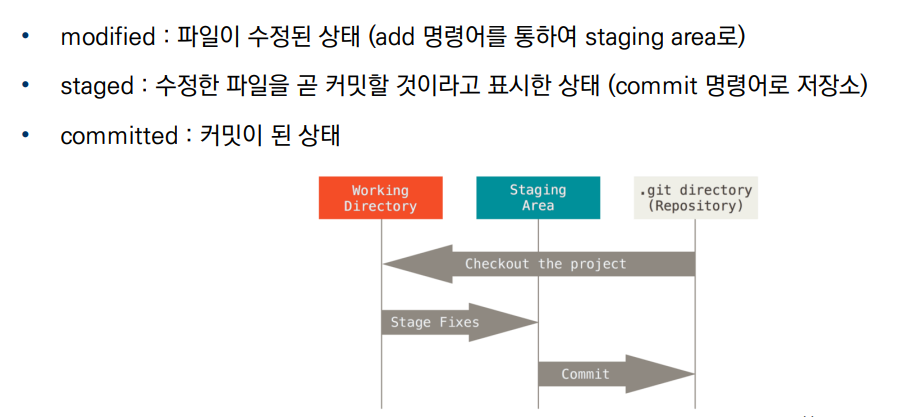 • modified : 파일이 수정된 상태 (add 명령어를 통하여 staging area로)
• staged : 수정한 파일을 곧 커밋할 것이라고 표시한 상태 (commit 명령어로 저장소)
• committed : 커밋이 된 상태
Working
Directory
Staging
Area
.git directory
(Repository)
Checkout the project
Stage Fixes
Commit